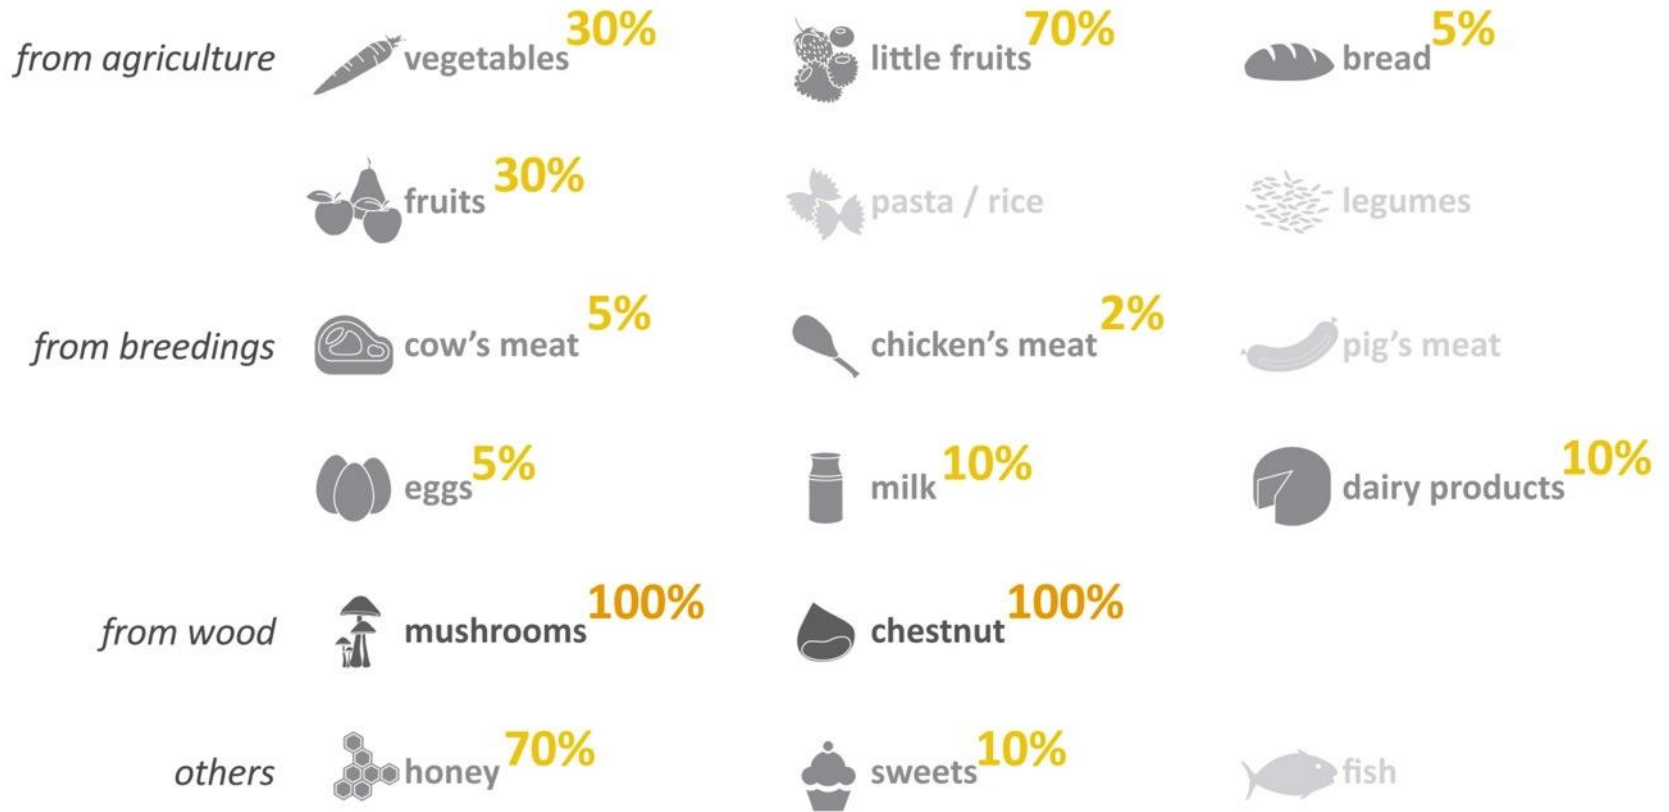 from agriculture vegetables 30% little fruits 70% bread 5%
fruits 30% pasta / rice legumes
from breedings cow's meat 5% chicken's meat 2% pig's meat
eggs 5% milk 10% dairy products 10%
from wood mushrooms 100% chestnut 100%
others honey 70% sweets 10% fish